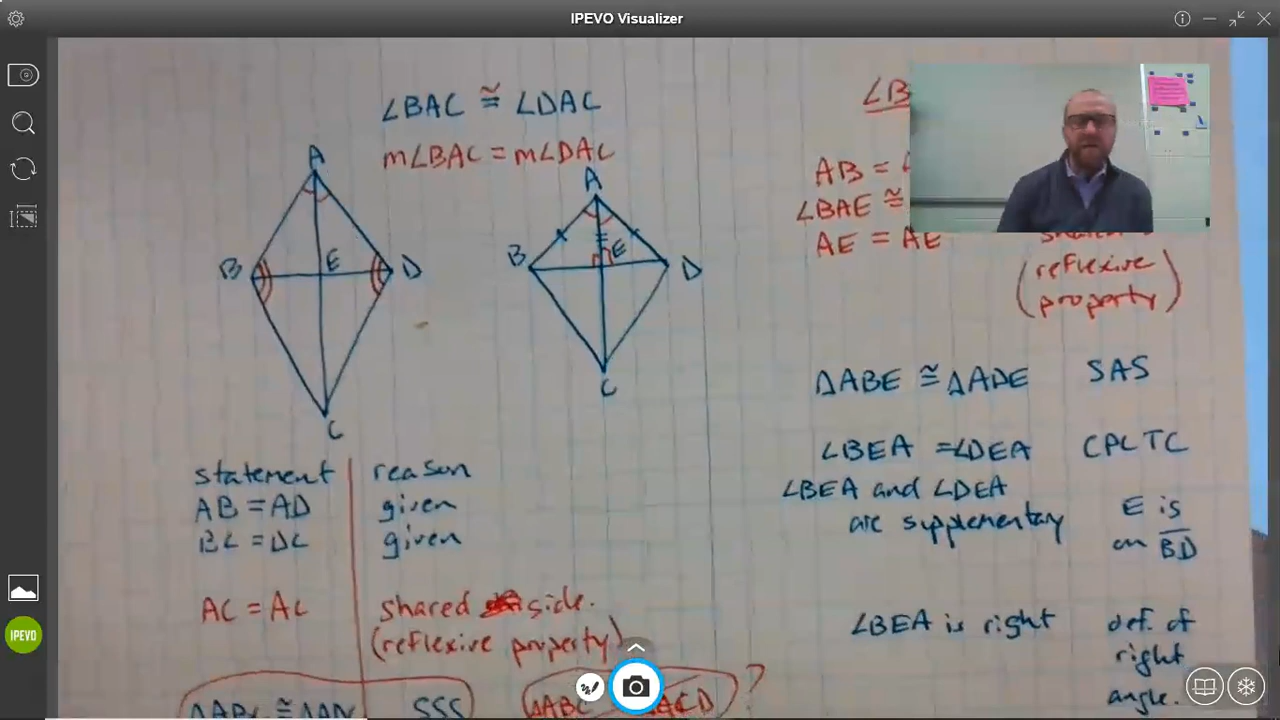 IPEVO Visualizer
∠BAC ≅ ∠DAC
m∠BAC = m∠DAC
A
B
E
D
C
A
B
E
D
C
statement reason
AB = AD given
BC = DC given
AC = AC shared side.
(reflexive property)
SSS
?
∠B
AB =
∠BAE ≅
AE = AE
(reflexive
property)
ΔABE ≅ ΔADE SAS
∠BEA = ∠DEA CPCTC
∠BEA and ∠DEA
are supplementary
E is
on BD
∠BEA is right def. of
right
angle.
IPEVO